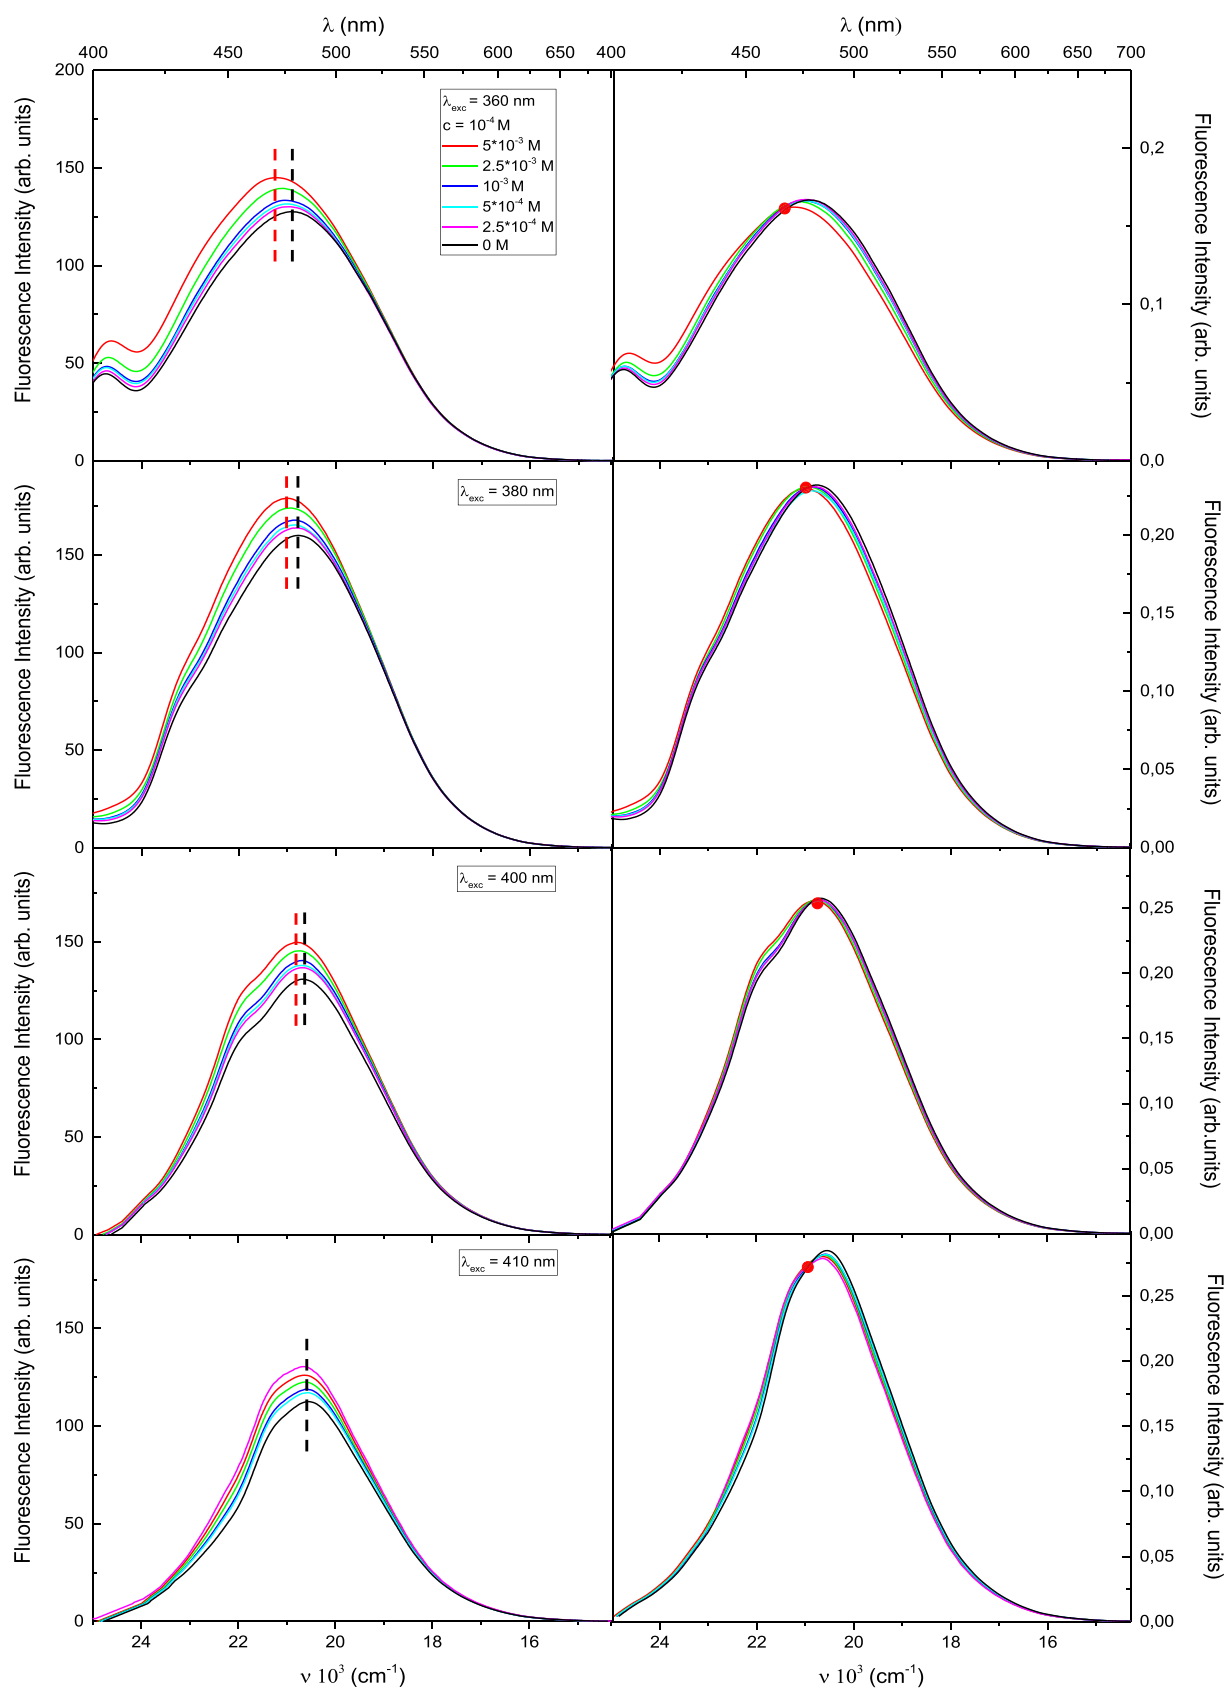 λ (nm)
λ (nm)
400 450 500 550 600 650
400 450 500 550 600 650 700
Fluorescence Intensity (arb. units)
200
150
100
50
0
λexc = 360 nm
c = 10-4 M
5*10-3 M
2.5*10-3 M
10-3 M
5*10-4 M
2.5*10-4 M
0 M
0,2
0,1
0,0
Fluorescence Intensity (arb. units)
Fluorescence Intensity (arb. units)
150
100
50
0
λexc = 380 nm
0,20
0,15
0,10
0,05
0,00
Fluorescence Intensity (arb. units)
Fluorescence Intensity (arb. units)
150
100
50
0
λexc = 400 nm
0,25
0,20
0,15
0,10
0,05
0,00
Fluorescence Intensity (arb.units)
Fluorescence Intensity (arb. units)
150
100
50
0
λexc = 410 nm
0,25
0,20
0,15
0,10
0,05
0,00
Fluorescence Intensity (arb. units)
24 22 20 18 16
24 22 20 18 16
ν 103 (cm-1)
ν 103 (cm-1)